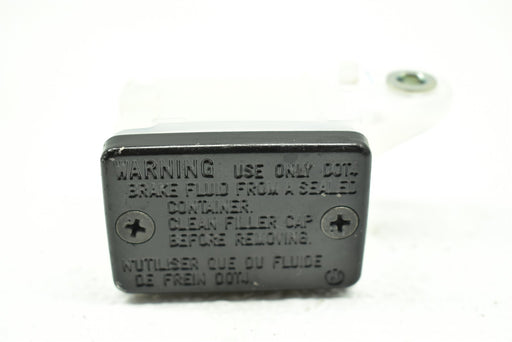 WARNING USE ONLY DOT4
BRAKE FLUID FROM A SEALED
CONTAINER.
CLEAN FILLER CAP
BEFORE REMOVING.
N'UTILISER QUE DU FLUIDE
DE FREIN DOT4.